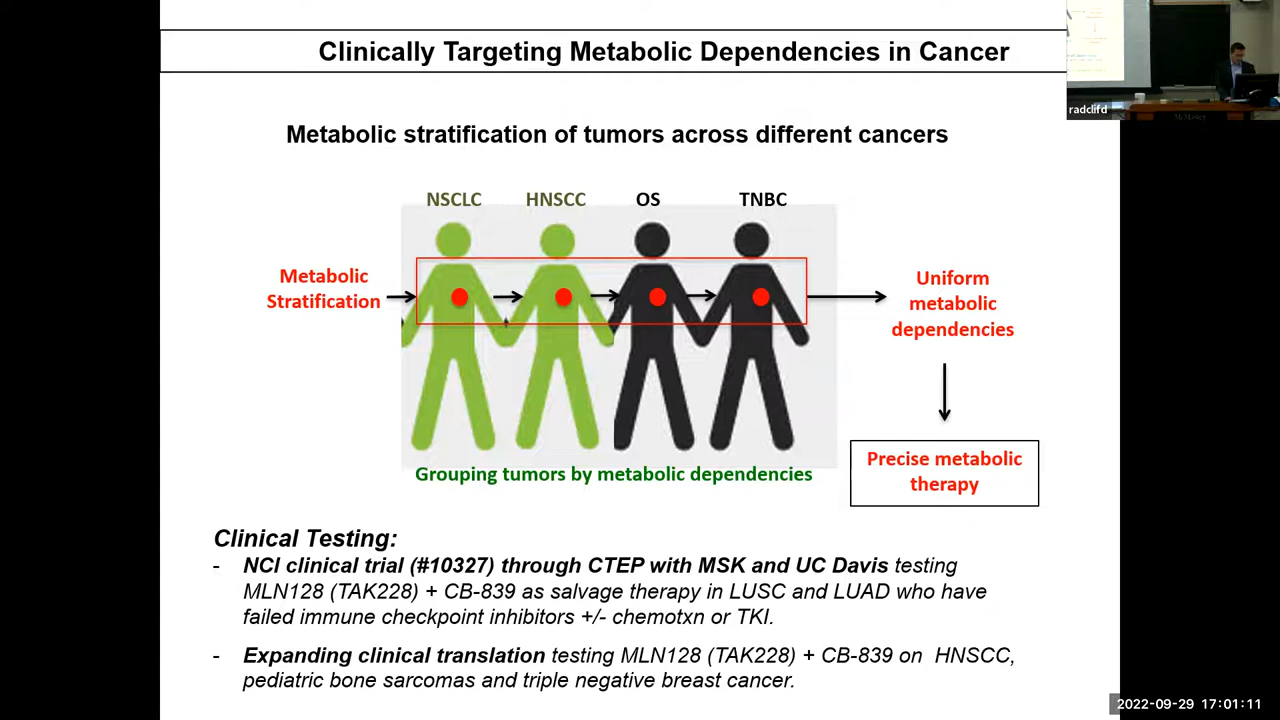 Clinically Targeting Metabolic Dependencies in Cancer
radclifd
McMaster
Metabolic stratification of tumors across different cancers
NSCLC HNSCC OS TNBC
Metabolic
Stratification
Uniform
metabolic
dependencies
Precise metabolic
therapy
Grouping tumors by metabolic dependencies
Clinical Testing:
- NCI clinical trial (#10327) through CTEP with MSK and UC Davis testing
MLN128 (TAK228) + CB-839 as salvage therapy in LUSC and LUAD who have
failed immune checkpoint inhibitors +/- chemotxn or TKI.
- Expanding clinical translation testing MLN128 (TAK228) + CB-839 on HNSCC,
pediatric bone sarcomas and triple negative breast cancer.
2022-09-29 17:01:11